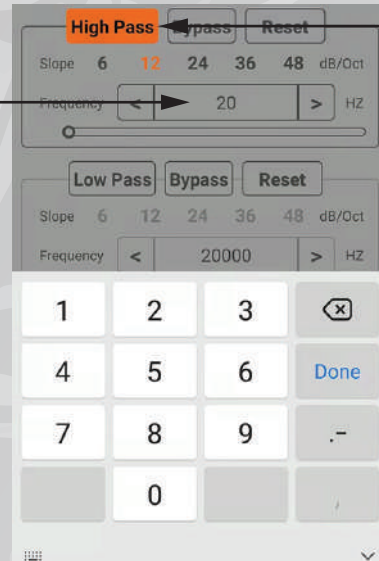 High Pass Bypass Reset
Slope 6 12 24 36 48 dB/Oct
Frequency < 20 > HZ
Low Pass Bypass Reset
Slope 6 12 24 36 48 dB/Oct
Frequency < 20000 > HZ
1 2 3
4 5 6 Done
7 8 9 .-
0 ,